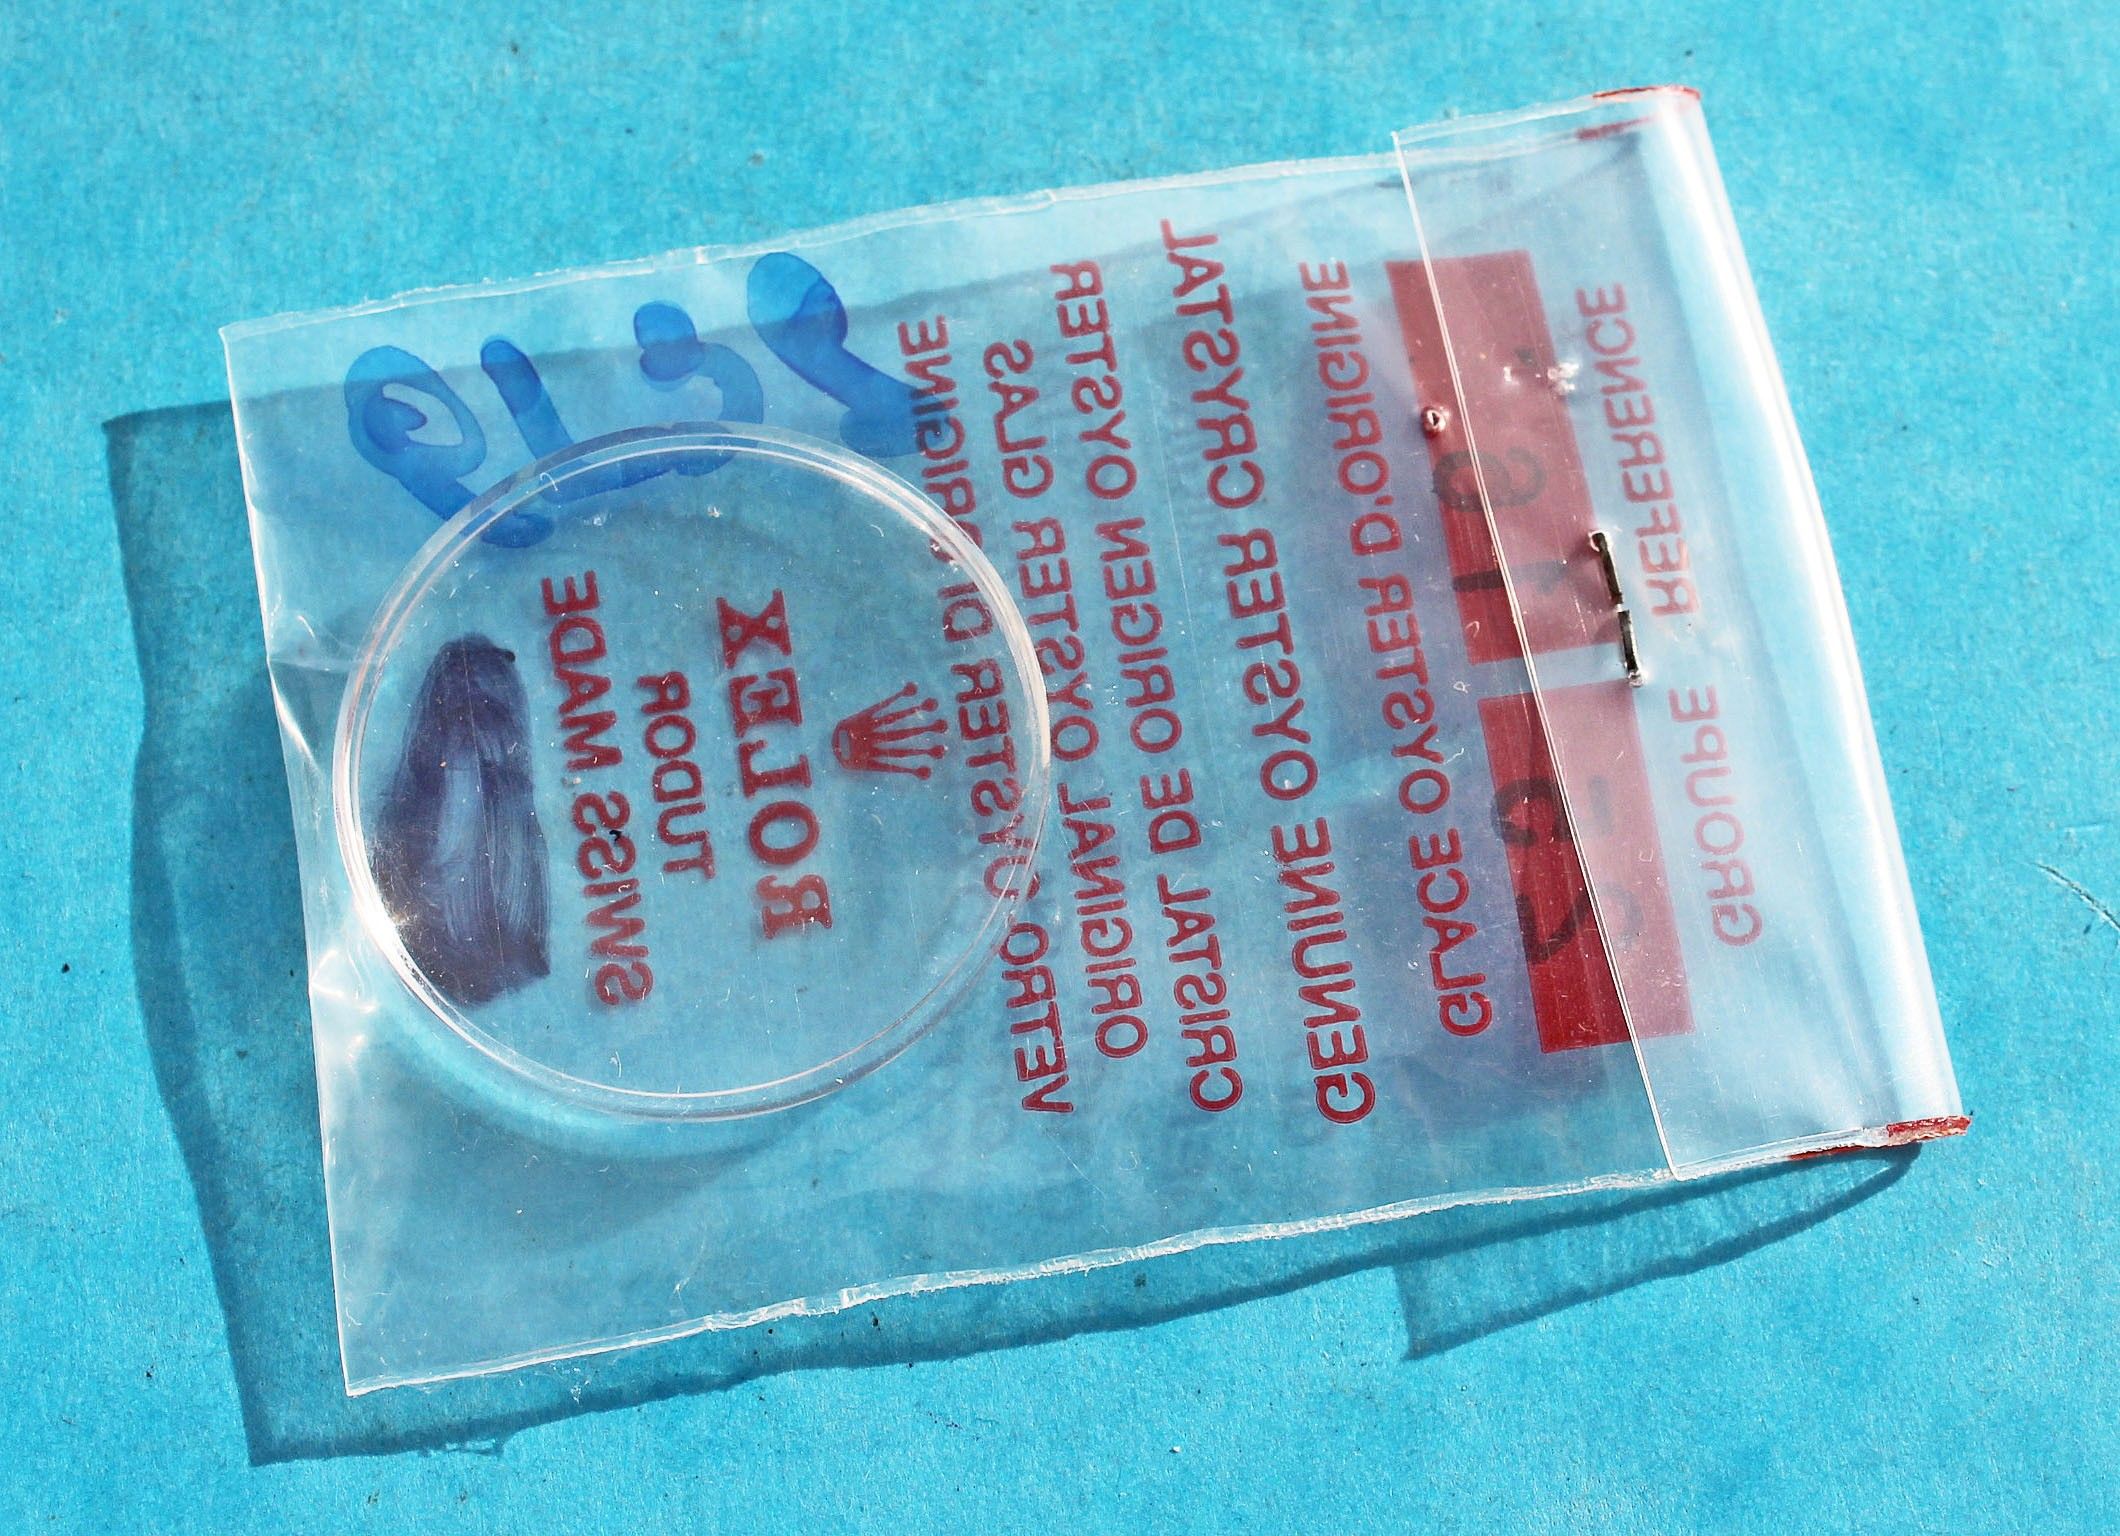 GROUPE REFERENCE
GLACE OYSTER D'ORIGINE
GENUINE OYSTER CRYSTAL
CRISTAL DE ORIGEN OYSTER
ORIGINAL OYSTER GLAS
VETRO OYSTER D'ORIGINE
ROLEX
TUDOR
SWISS MADE